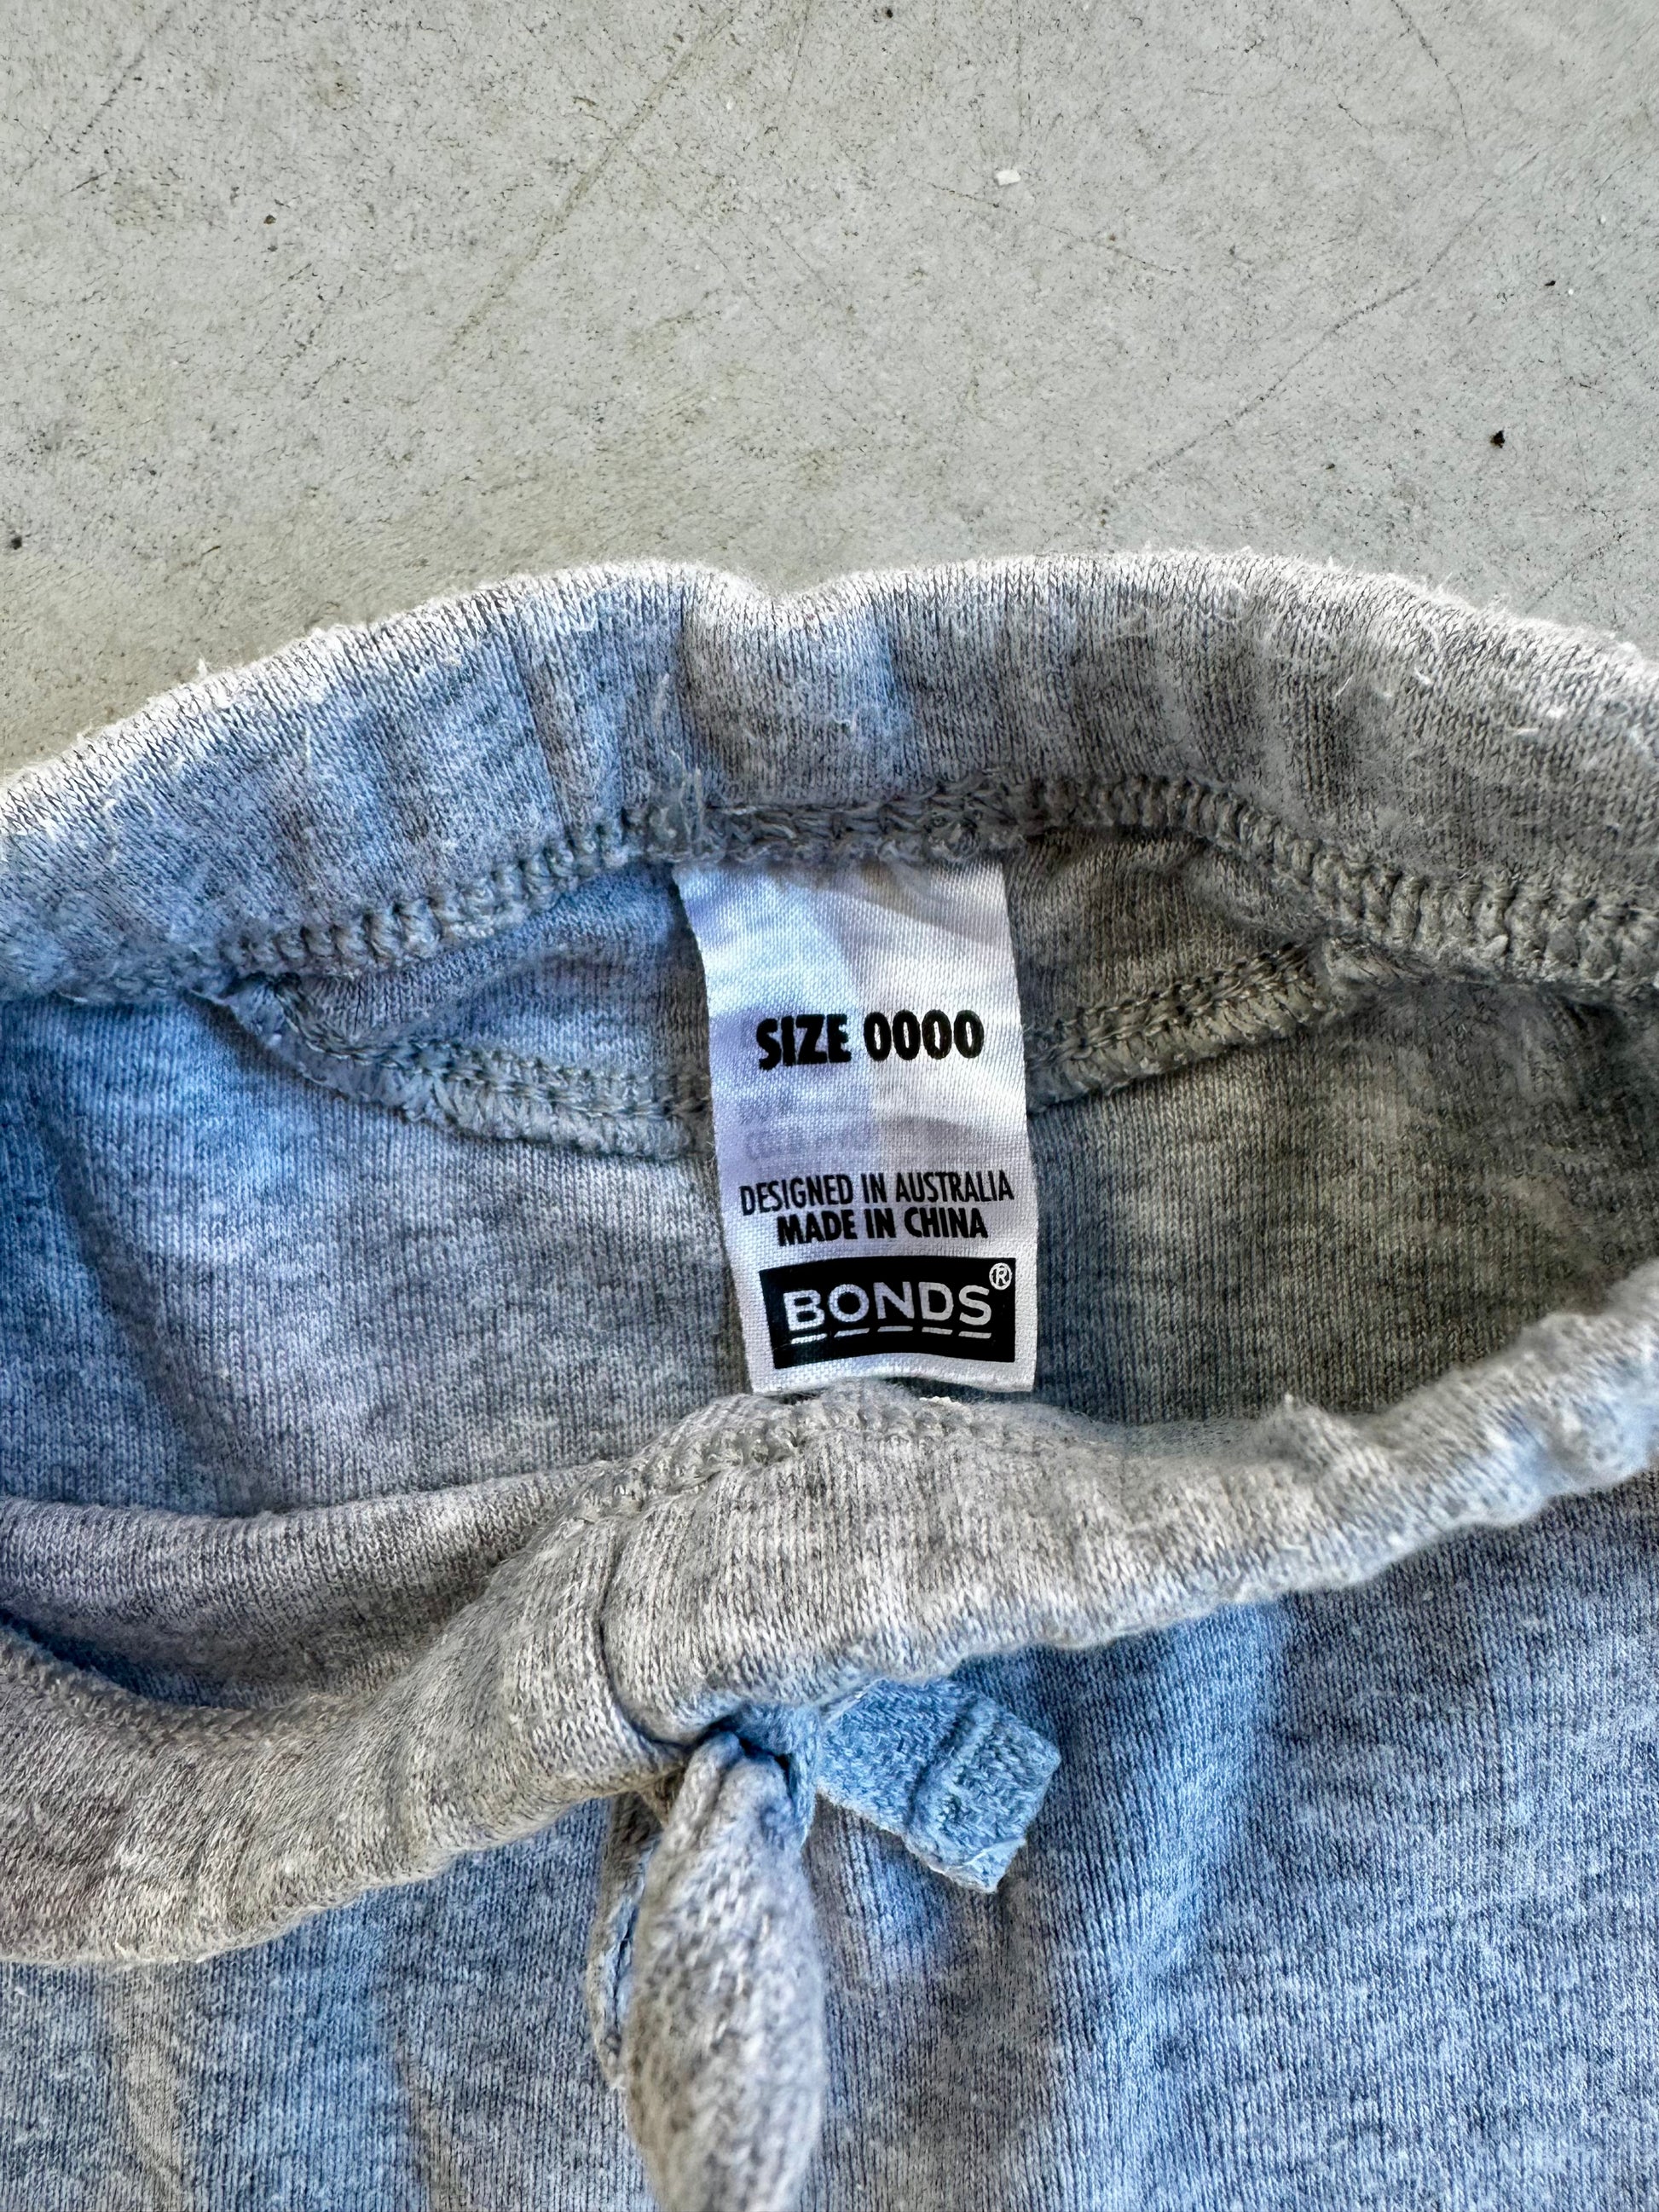 SIZE 0000
DESIGNED IN AUSTRALIA
MADE IN CHINA
BONDS®